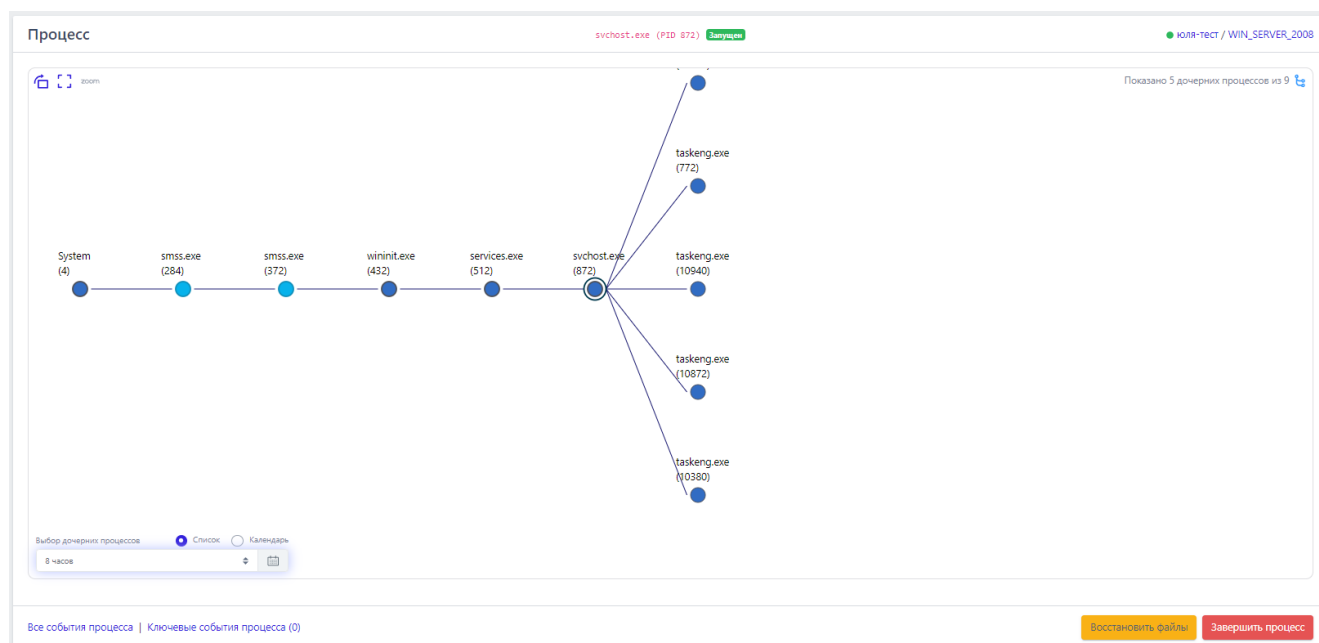 Процесс
svchost.exe (PID 872) Запущен
юля-тест / WIN_SERVER_2008
zoom
Показано 5 дочерних процессов из 9
taskeng.exe
(772)
System
(4)
smss.exe
(284)
smss.exe
(372)
wininit.exe
(432)
services.exe
(512)
svchost.exe
(872)
taskeng.exe
(10940)
taskeng.exe
(10872)
taskeng.exe
(10380)
Выбор дочерних процессов
Список
Календарь
8 часов
Все события процесса | Ключевые события процесса (0)
Восстановить файлы
Завершить процесс